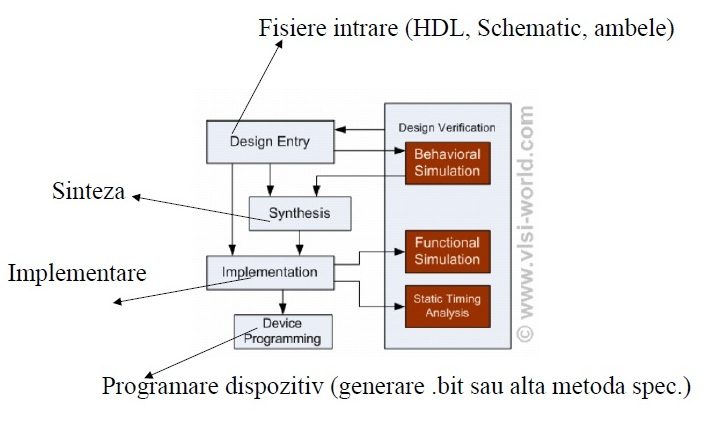 Fisiere intrare (HDL, Schematic, ambele)
Design Entry
Design Verification
Behavioral
Simulation
Sinteza
Synthesis
Functional
Simulation
Implementare
Implementation
Static Timing
Analysis
Device
Programming
© www.vlsi-world.com
Programare dispozitiv (generare .bit sau alta metoda spec.)